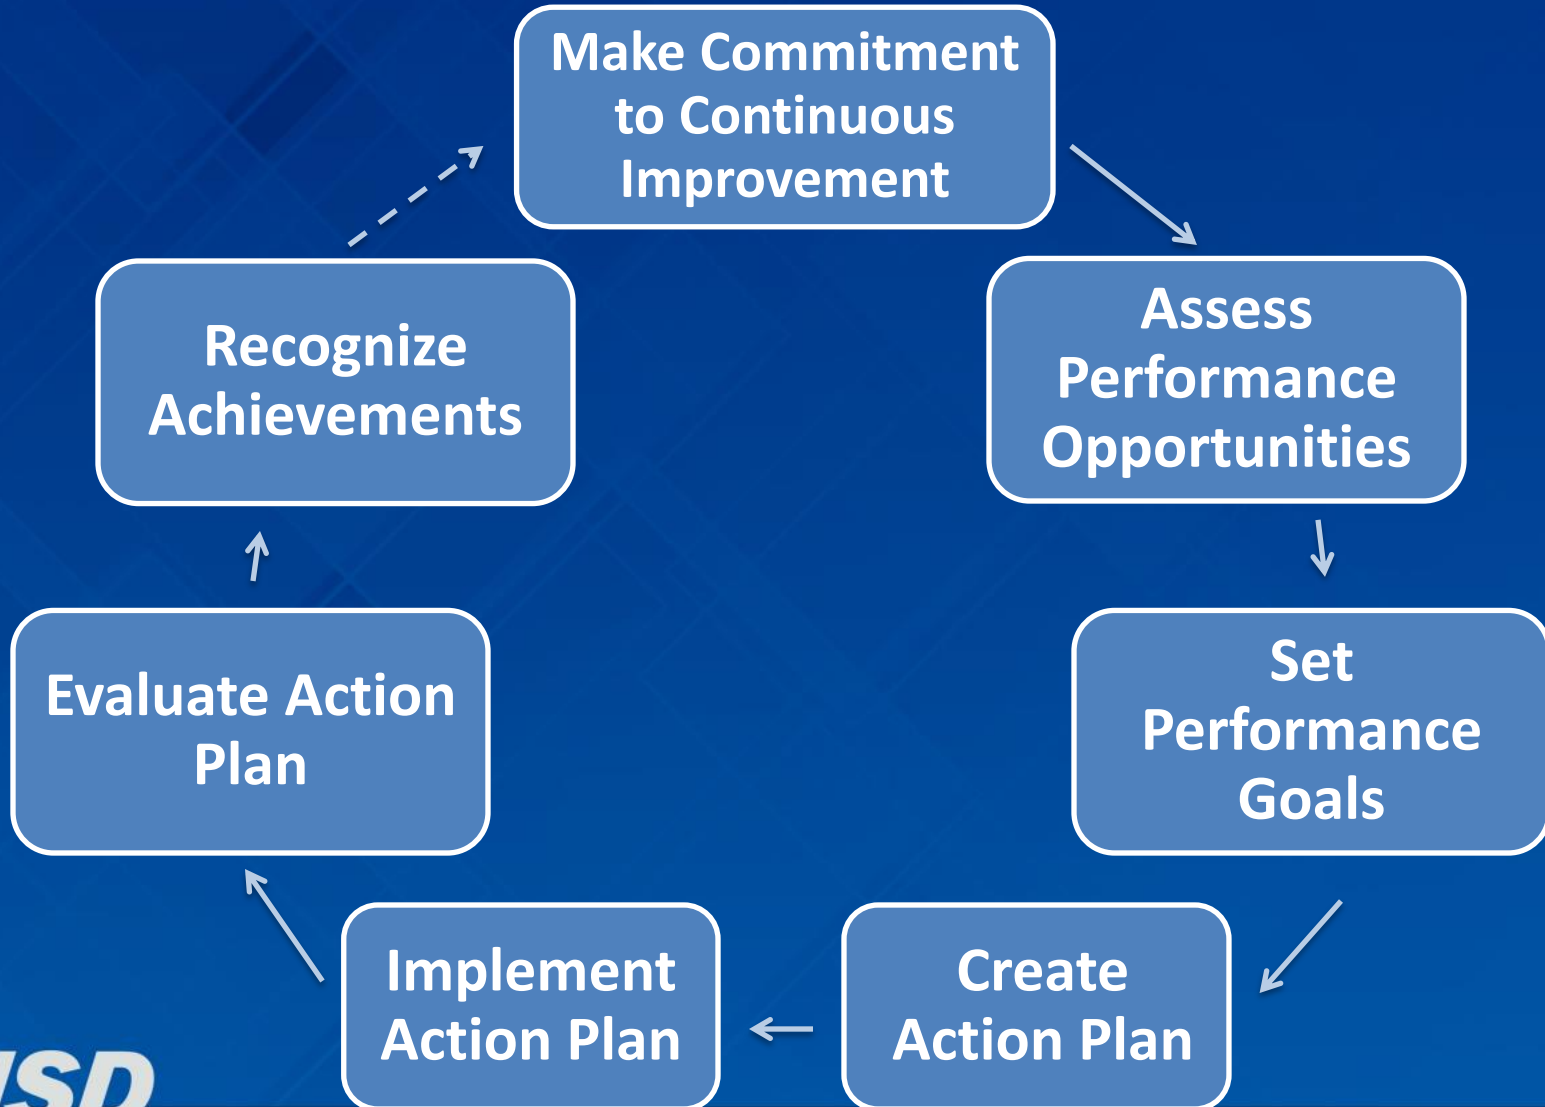 Make Commitment
to Continuous
Improvement
Assess
Performance
Opportunities
Set
Performance
Goals
Create
Action Plan
Implement
Action Plan
Evaluate Action
Plan
Recognize
Achievements